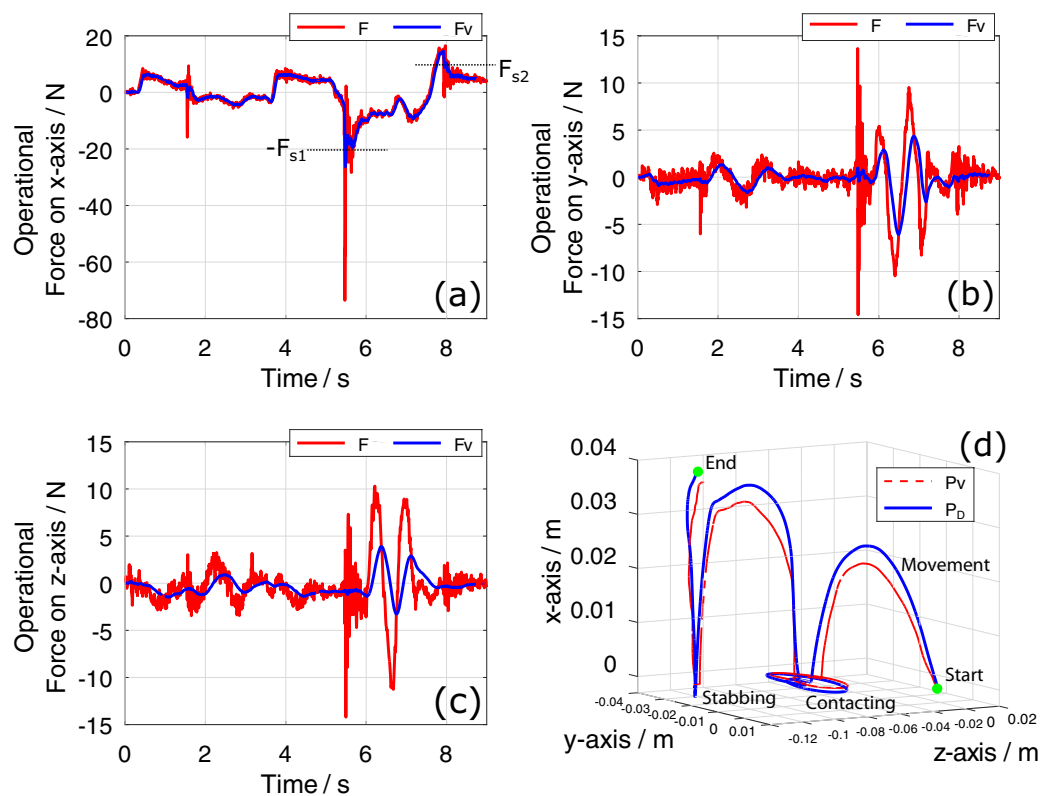 F Fv
20
0
-20
-40
-60
-80
Operational
Force on x-axis / N
-Fs1
Fs2
(a)
0 2 4 6 8
Time / s
F Fv
15
10
5
0
-5
-10
-15
Operational
Force on y-axis / N
(b)
0 2 4 6 8
Time / s
F Fv
15
10
5
0
-5
-10
-15
Operational
Force on z-axis / N
(c)
0 2 4 6 8
Time / s
(d)
0.04
0.03
0.02
0.01
0
x-axis / m
End
Pv
PD
Movement
Start
Stabbing
Contacting
-0.04 -0.03 -0.02 -0.01 0 0.01
y-axis / m
-0.12 -0.1 -0.08 -0.06 -0.04 -0.02 0 0.02
z-axis / m